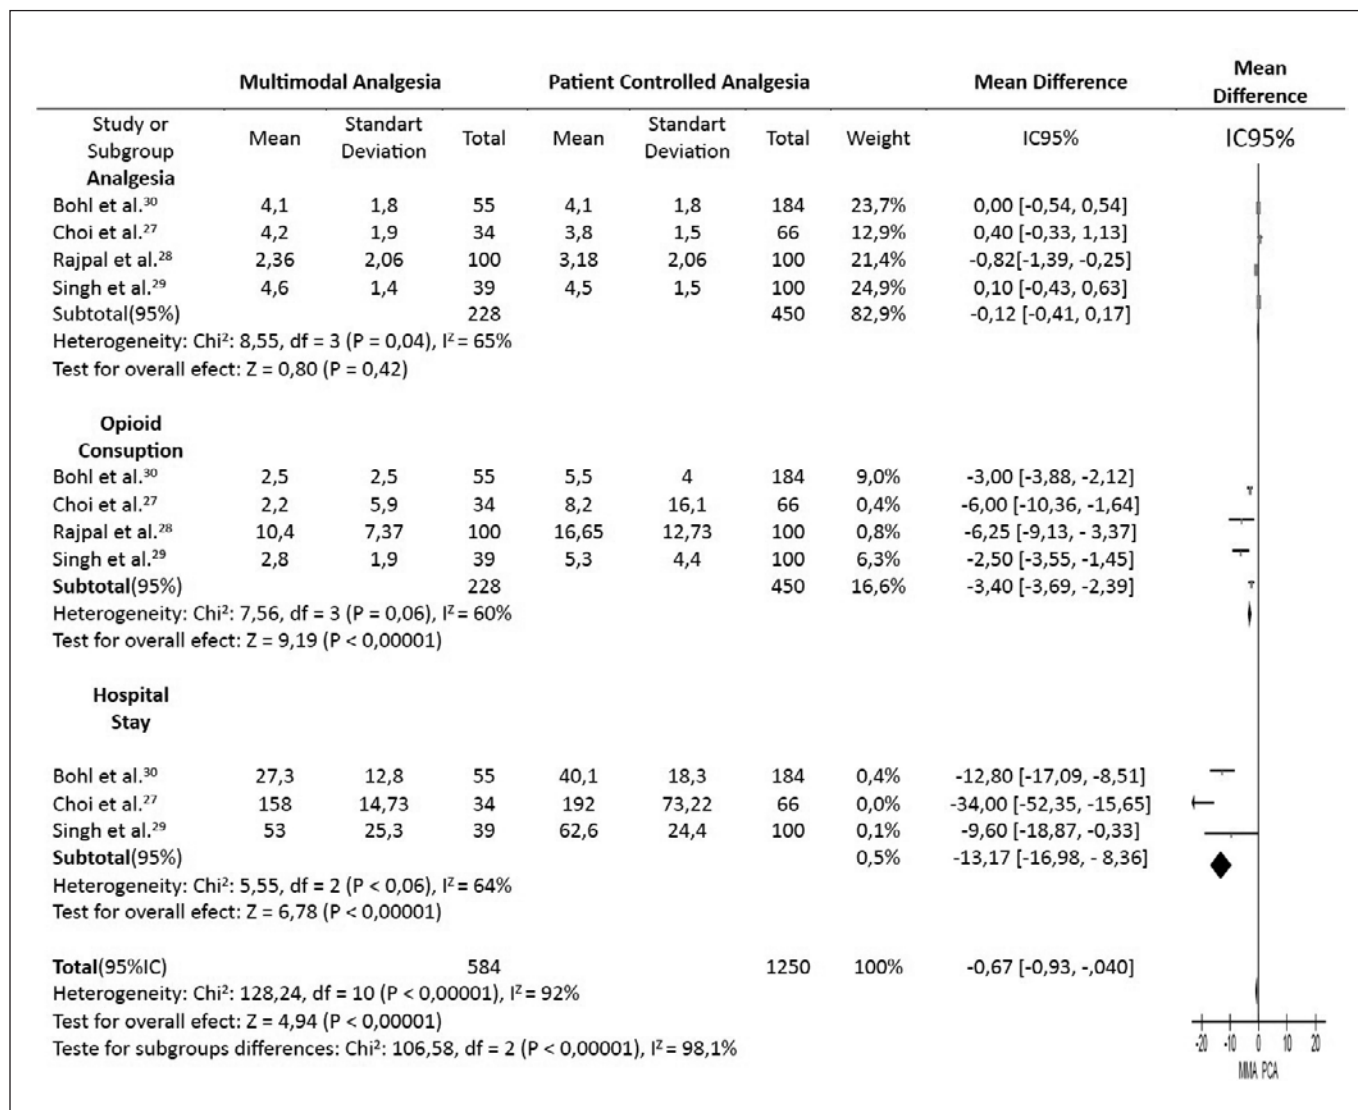 Multimodal Analgesia Patient Controlled Analgesia Mean Difference Mean Difference
Study or Subgroup Mean Standart Deviation Total Mean Standart Deviation Total Weight IC95% IC95%
Analgesia
Bohl et al.³⁰ 4,1 1,8 55 4,1 1,8 184 23,7% 0,00 [-0,54, 0,54]
Choi et al.²⁷ 4,2 1,9 34 3,8 1,5 66 12,9% 0,40 [-0,33, 1,13]
Rajpal et al.²⁸ 2,36 2,06 100 3,18 2,06 100 21,4% -0,82[-1,39, -0,25]
Singh et al.²⁹ 4,6 1,4 39 4,5 1,5 100 24,9% 0,10 [-0,43, 0,63]
Subtotal(95%) 228 450 82,9% -0,12 [-0,41, 0,17]
Heterogeneity: Chi²: 8,55, df = 3 (P = 0,04), Iᶻ = 65%
Test for overall efect: Z = 0,80 (P = 0,42)
Opioid
Consuption
Bohl et al.³⁰ 2,5 2,5 55 5,5 4 184 9,0% -3,00 [-3,88, -2,12]
Choi et al.²⁷ 2,2 5,9 34 8,2 16,1 66 0,4% -6,00 [-10,36, -1,64]
Rajpal et al.²⁸ 10,4 7,37 100 16,65 12,73 100 0,8% -6,25 [-9,13, - 3,37]
Singh et al.²⁹ 2,8 1,9 39 5,3 4,4 100 6,3% -2,50 [-3,55, -1,45]
Subtotal(95%) 228 450 16,6% -3,40 [-3,69, -2,39]
Heterogeneity: Chi²: 7,56, df = 3 (P = 0,06), Iᶻ = 60%
Test for overall efect: Z = 9,19 (P < 0,00001)
Hospital
Stay
Bohl et al.³⁰ 27,3 12,8 55 40,1 18,3 184 0,4% -12,80 [-17,09, -8,51]
Choi et al.²⁷ 158 14,73 34 192 73,22 66 0,0% -34,00 [-52,35, -15,65]
Singh et al.²⁹ 53 25,3 39 62,6 24,4 100 0,1% -9,60 [-18,87, -0,33]
Subtotal(95%) 0,5% -13,17 [-16,98, - 8,36]
Heterogeneity: Chi²: 5,55, df = 2 (P < 0,06), Iᶻ = 64%
Test for overall efect: Z = 6,78 (P < 0,00001)
Total(95%IC) 584 1250 100% -0,67 [-0,93, -,040]
Heterogeneity: Chi²: 128,24, df = 10 (P < 0,00001), Iᶻ = 92%
Test for overall efect: Z = 4,94 (P < 0,00001)
Teste for subgroups differences: Chi²: 106,58, df = 2 (P < 0,00001), Iᶻ = 98,1%
-20 -10 0 10 20
MMA PCA